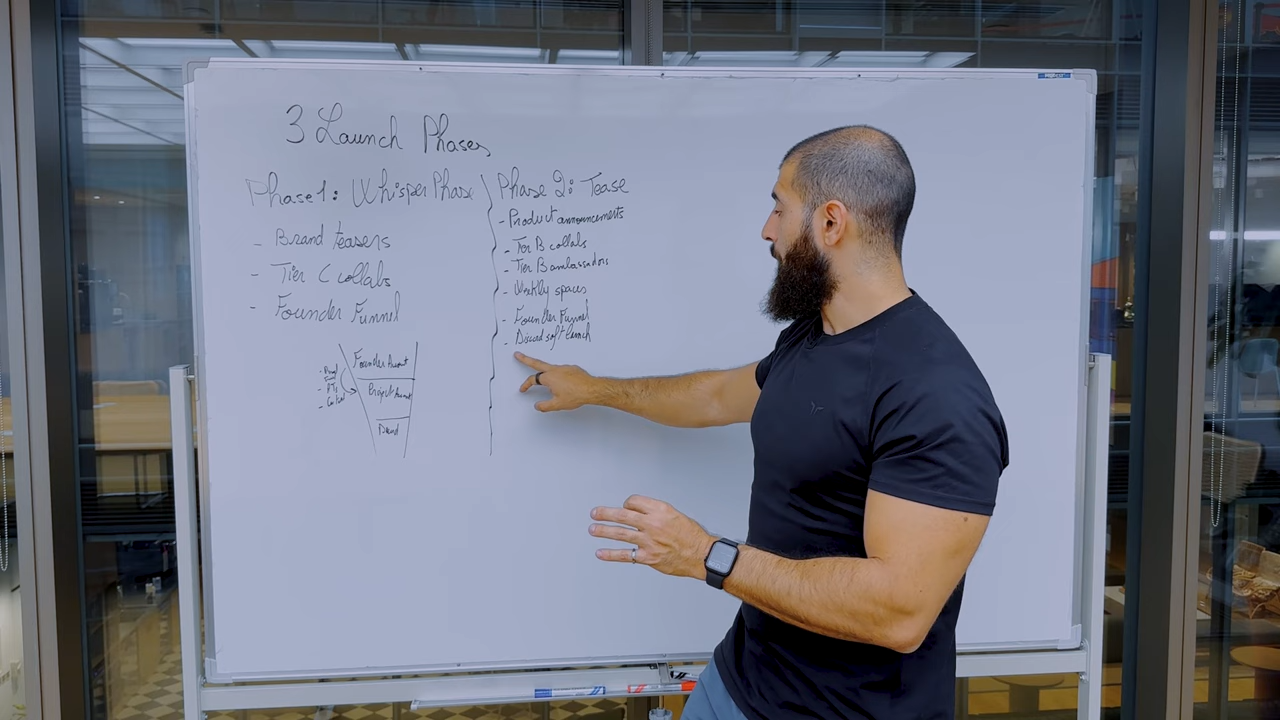 3 Launch Phases
Phase 1: Whisper Phase
- Brand teasers
- Tier C collabs
- Founder Funnel
Founder Account
Project Account
Brand
Phase 2: Tease
- Product announcements
- Tier B collabs
- Tier B ambassadors
- Weekly spaces
- Founder Funnel
- Discord soft launch
-